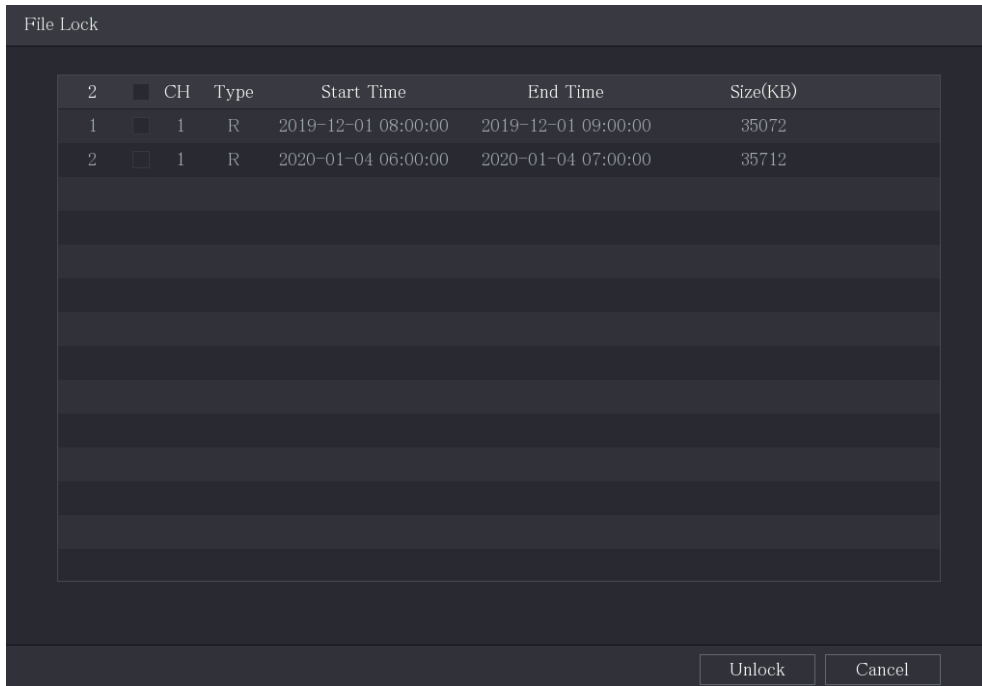 File Lock
2 CH Type Start Time End Time Size(KB)
1 1 R 2019-12-01 08:00:00 2019-12-01 09:00:00 35072
2 1 R 2020-01-04 06:00:00 2020-01-04 07:00:00 35712
Unlock Cancel